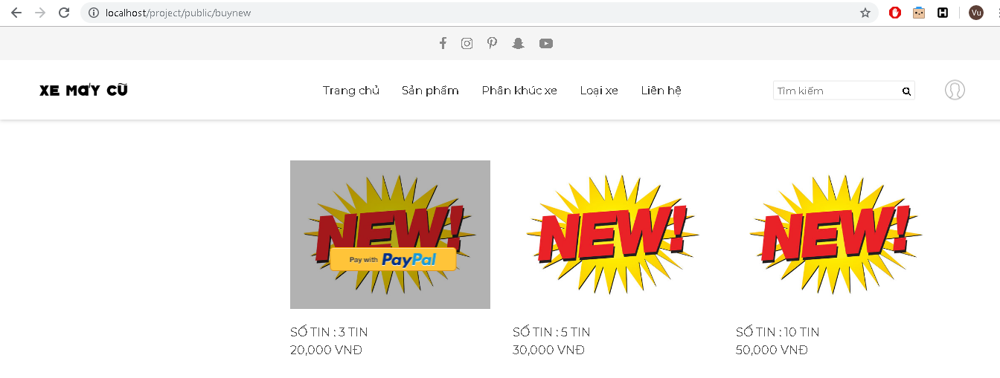 localhost/project/public/buynew
Vu
XE MÁY CŨ
Trang chủ Sản phẩm Phân khúc xe Loại xe Liên hệ Tìm kiếm
NEW! NEW! NEW!
Pay with PayPal
SỐ TIN : 3 TIN SỐ TIN : 5 TIN SỐ TIN : 10 TIN
20,000 VNĐ 30,000 VNĐ 50,000 VNĐ